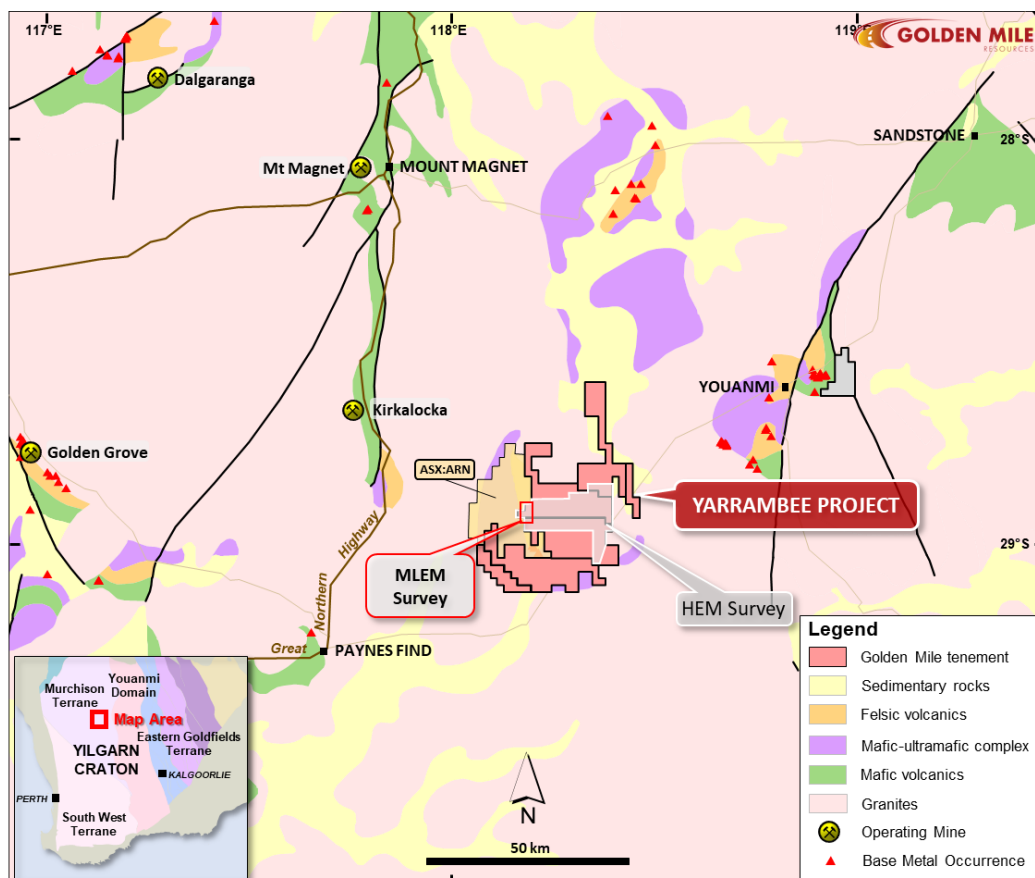 117°E
118°E
119°E
GOLDEN MILE
RESOURCES
Dalgaranga
SANDSTONE
28°S
Mt Magnet
MOUNT MAGNET
YOUANMI
Kirkalocka
Golden Grove
ASX:ARN
YARRAMBEE PROJECT
MLEM
Survey
HEM Survey
29°S
Great Northern Highway
PAYNES FIND
Legend
Golden Mile tenement
Sedimentary rocks
Felsic volcanics
Mafic-ultramafic complex
Mafic volcanics
Granites
Operating Mine
Base Metal Occurrence
Murchison
Terrane
Youanmi
Domain
Map Area
Eastern Goldfields
Terrane
YILGARN
CRATON
KALGOORLIE
PERTH
South West
Terrane
N
50 km